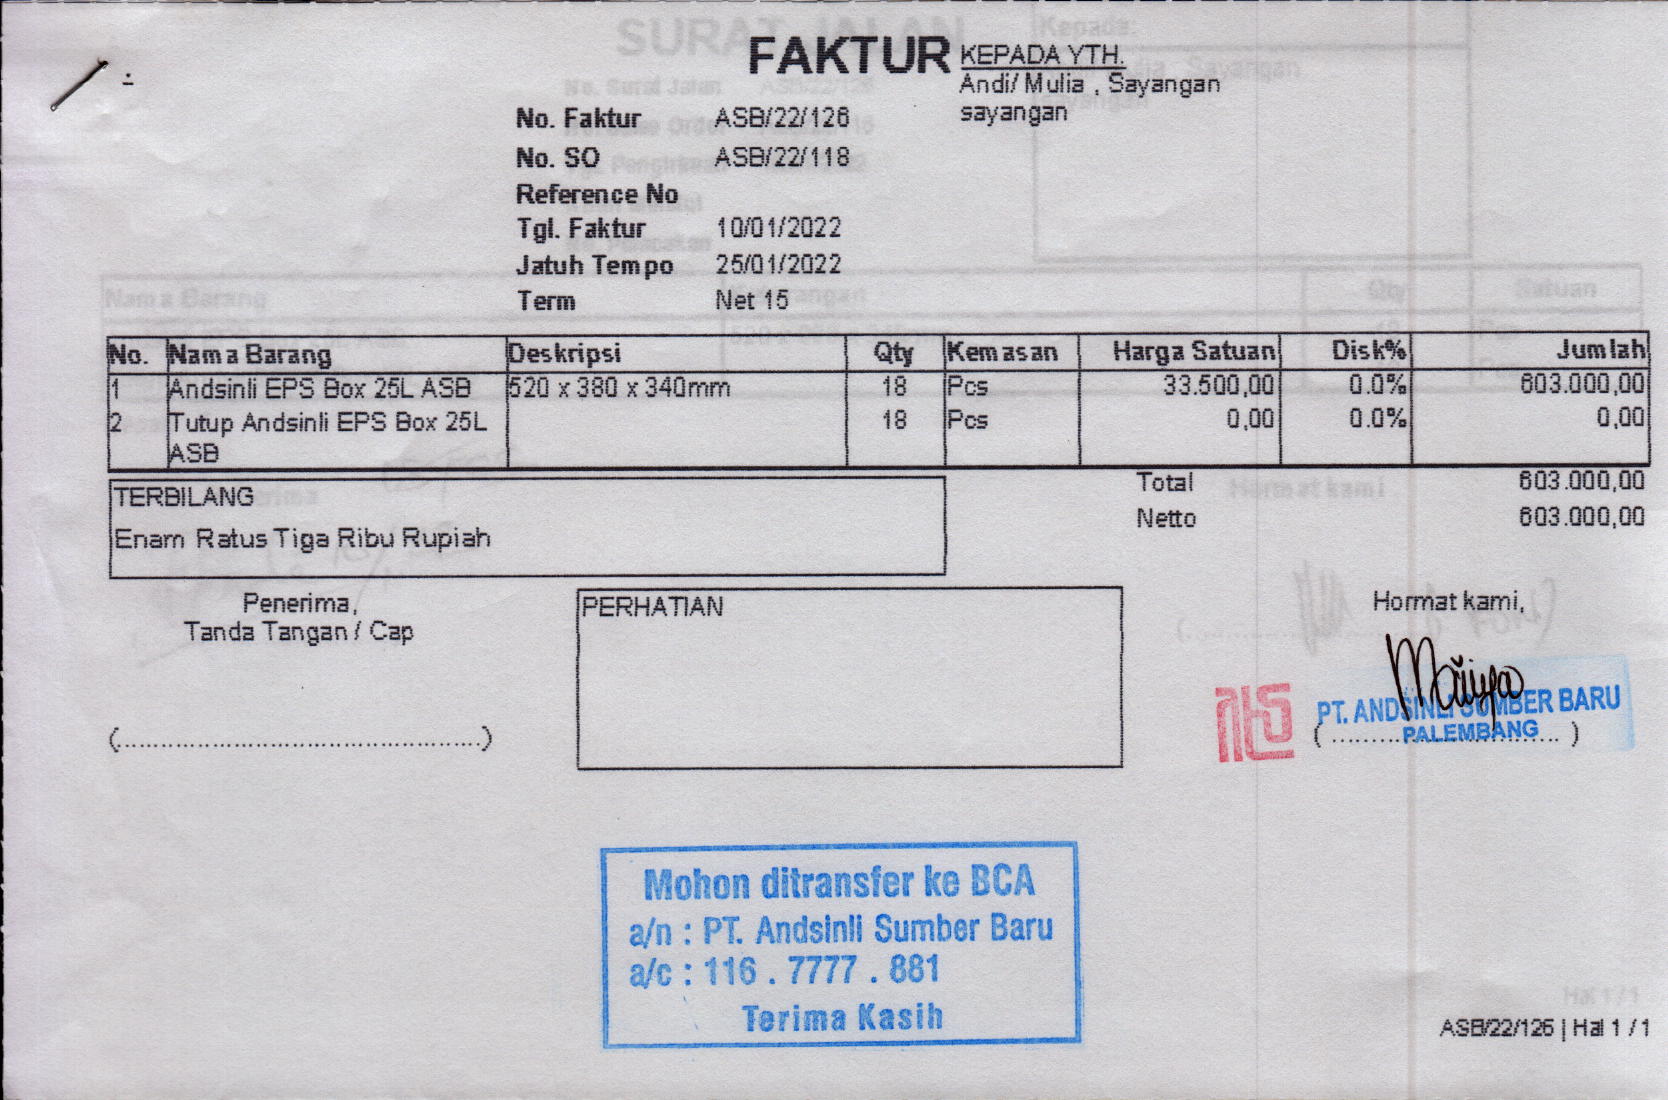 FAKTUR
KEPADA YTH.
Andi/ Mulia , Sayangan
sayangan
No. Faktur ASB/22/126
No. SO ASB/22/118
Reference No
Tgl. Faktur 10/01/2022
Jatuh Tempo 25/01/2022
Term Net 15
No. Nama Barang Deskripsi Qty Kemasan Harga Satuan Disk% Jumlah
1 Andsinli EPS Box 25L ASB 520 x 380 x 340mm 18 Pcs 33.500,00 0.0% 603.000,00
2 Tutup Andsinli EPS Box 25L 18 Pcs 0,00 0.0% 0,00
ASB
TERBILANG
Enam Ratus Tiga Ribu Rupiah
Total 603.000,00
Netto 603.000,00
Penerima,
Tanda Tangan / Cap
(................................................)
PERHATIAN
Hormat kami,
PT. ANDSINLI SUMBER BARU
PALEMBANG
Mohon ditransfer ke BCA
a/n : PT. Andsinli Sumber Baru
a/c : 116 . 7777 . 881
Terima Kasih
ASB/22/126 | Hal 1 / 1